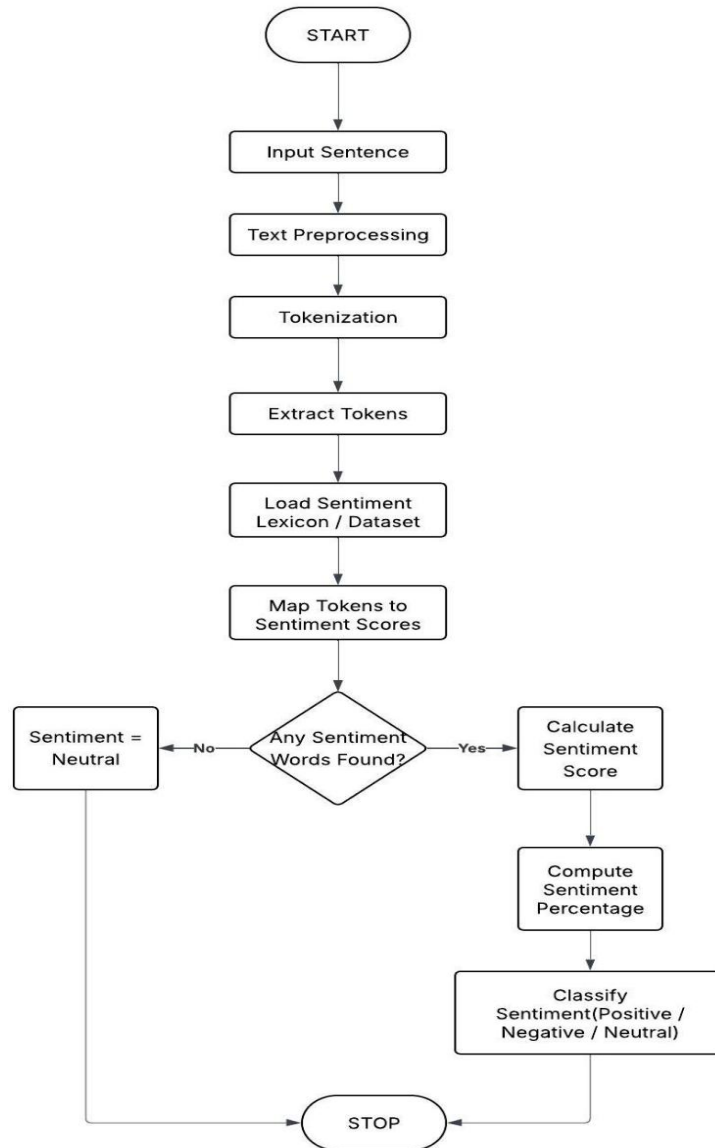 START
Input Sentence
Text Preprocessing
Tokenization
Extract Tokens
Load Sentiment
Lexicon / Dataset
Map Tokens to
Sentiment Scores
Any Sentiment
Words Found?
No
Sentiment =
Neutral
Yes
Calculate
Sentiment
Score
Compute
Sentiment
Percentage
Classify
Sentiment(Positive /
Negative / Neutral)
STOP